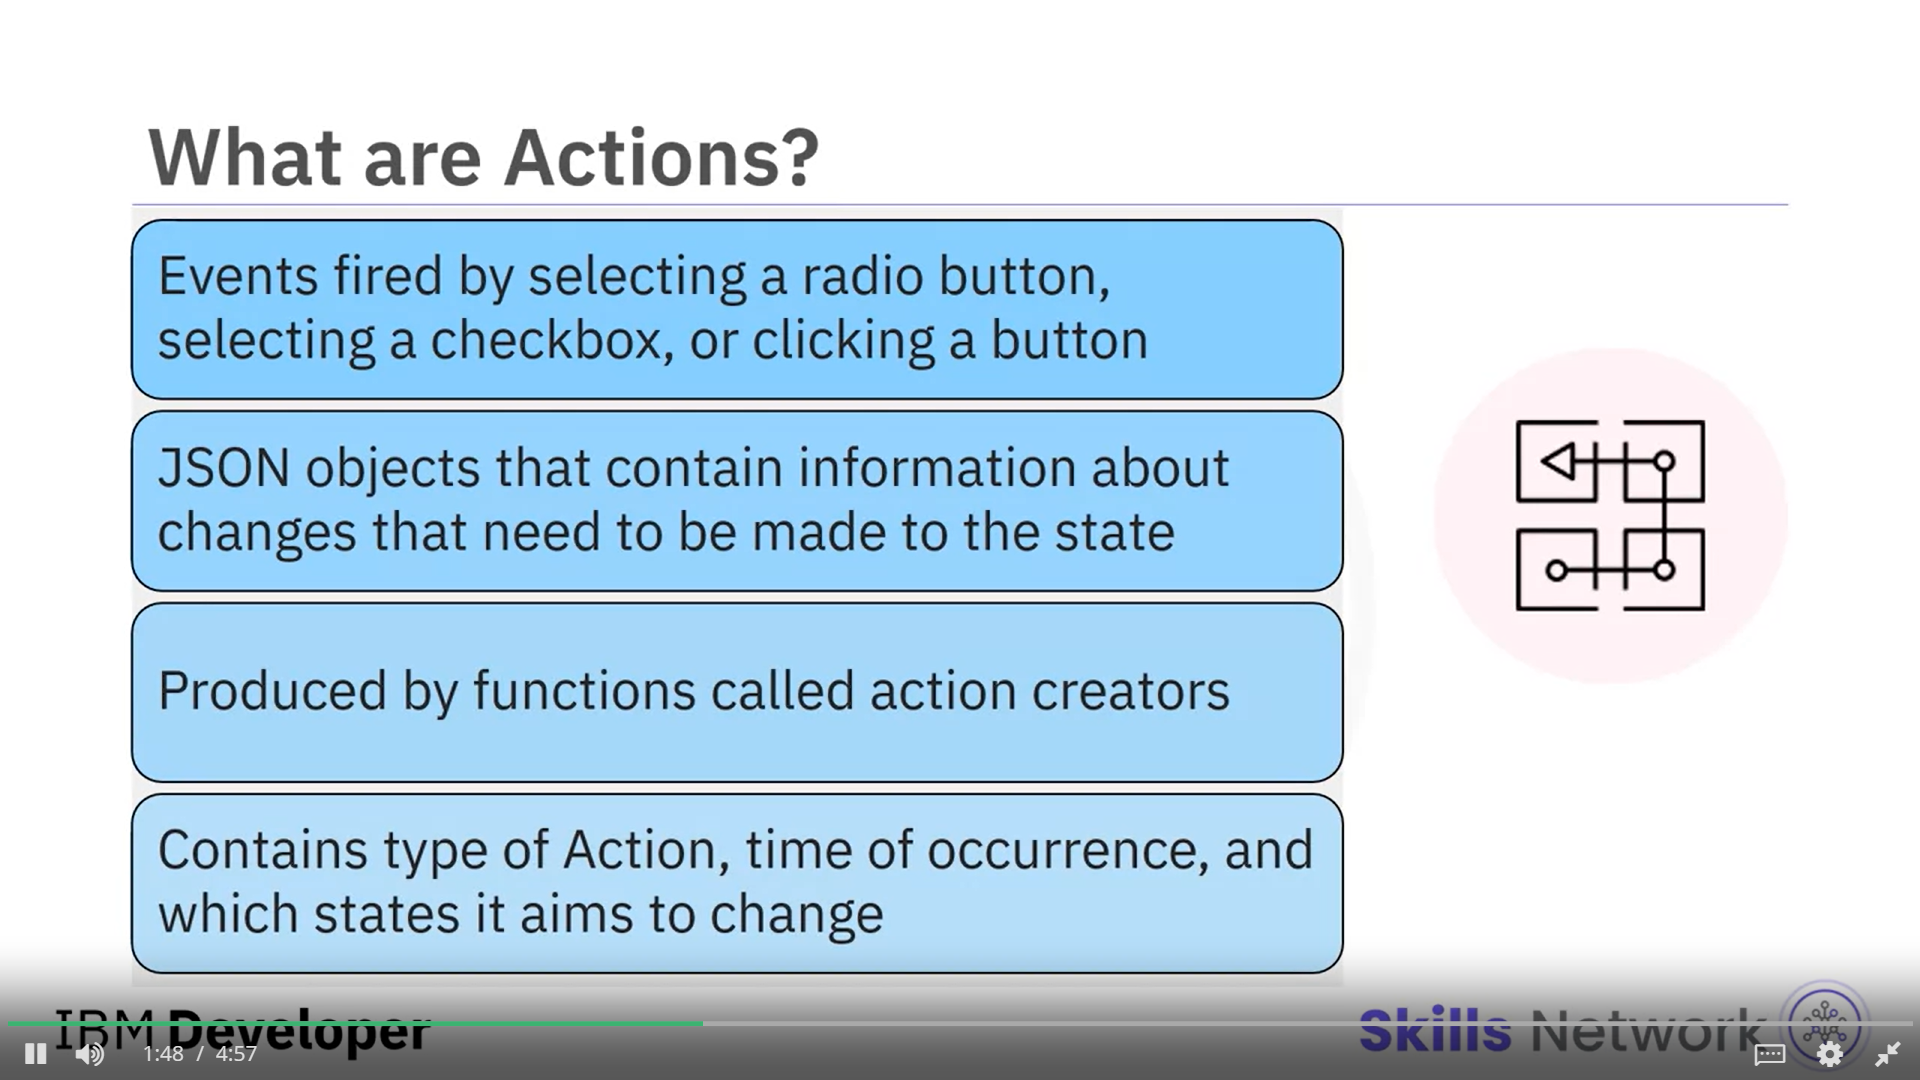 What are Actions?
Events fired by selecting a radio button,
selecting a checkbox, or clicking a button
JSON objects that contain information about
changes that need to be made to the state
Produced by functions called action creators
Contains type of Action, time of occurrence, and
which states it aims to change
IBM Developer
Skills Network
1:48 / 4:57